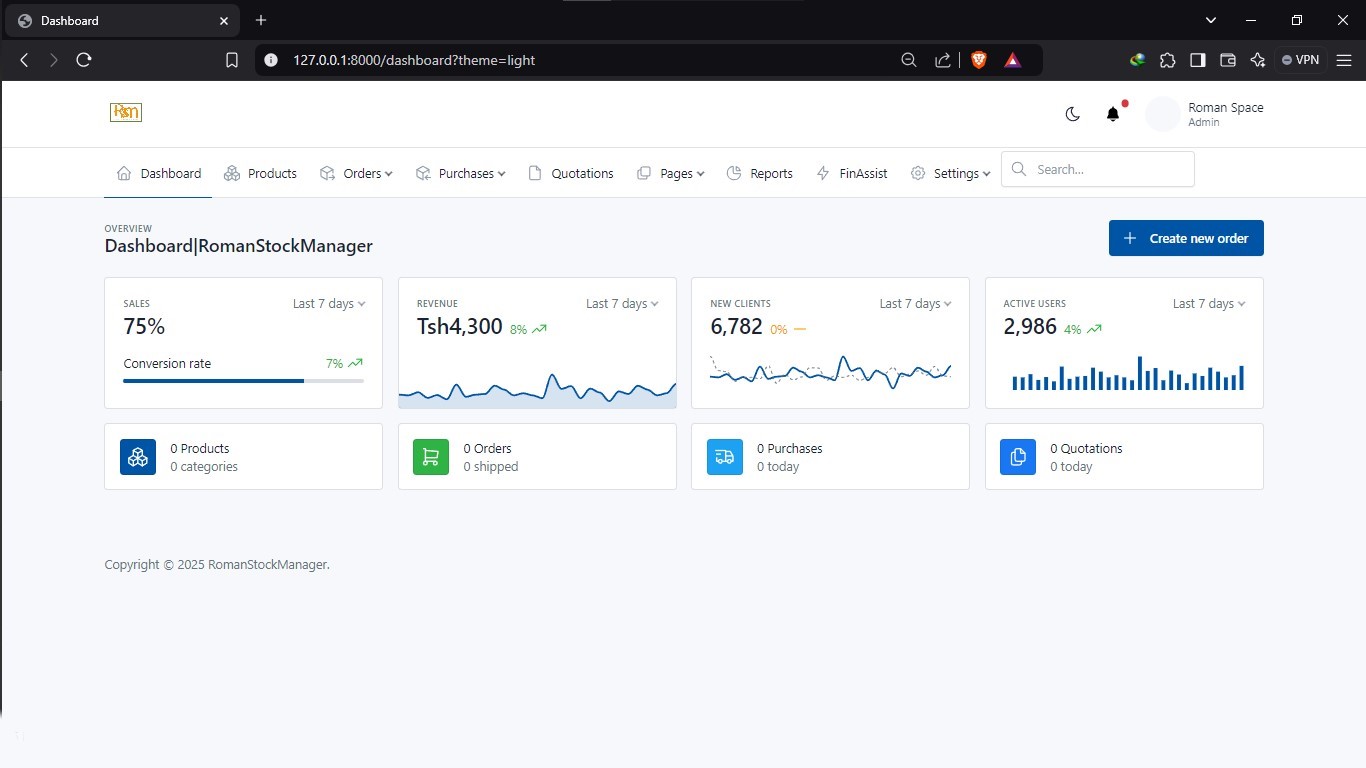 Dashboard
127.0.0.1:8000/dashboard?theme=light
VPN
Rsm
Roman Space
Admin
Dashboard Products Orders Purchases Quotations Pages Reports FinAssist Settings Search...
OVERVIEW
Dashboard|RomanStockManager
Create new order
SALES Last 7 days
75%
Conversion rate 7%
REVENUE Last 7 days
Tsh4,300 8%
NEW CLIENTS Last 7 days
6,782 0%
ACTIVE USERS Last 7 days
2,986 4%
0 Products
0 categories
0 Orders
0 shipped
0 Purchases
0 today
0 Quotations
0 today
Copyright © 2025 RomanStockManager.